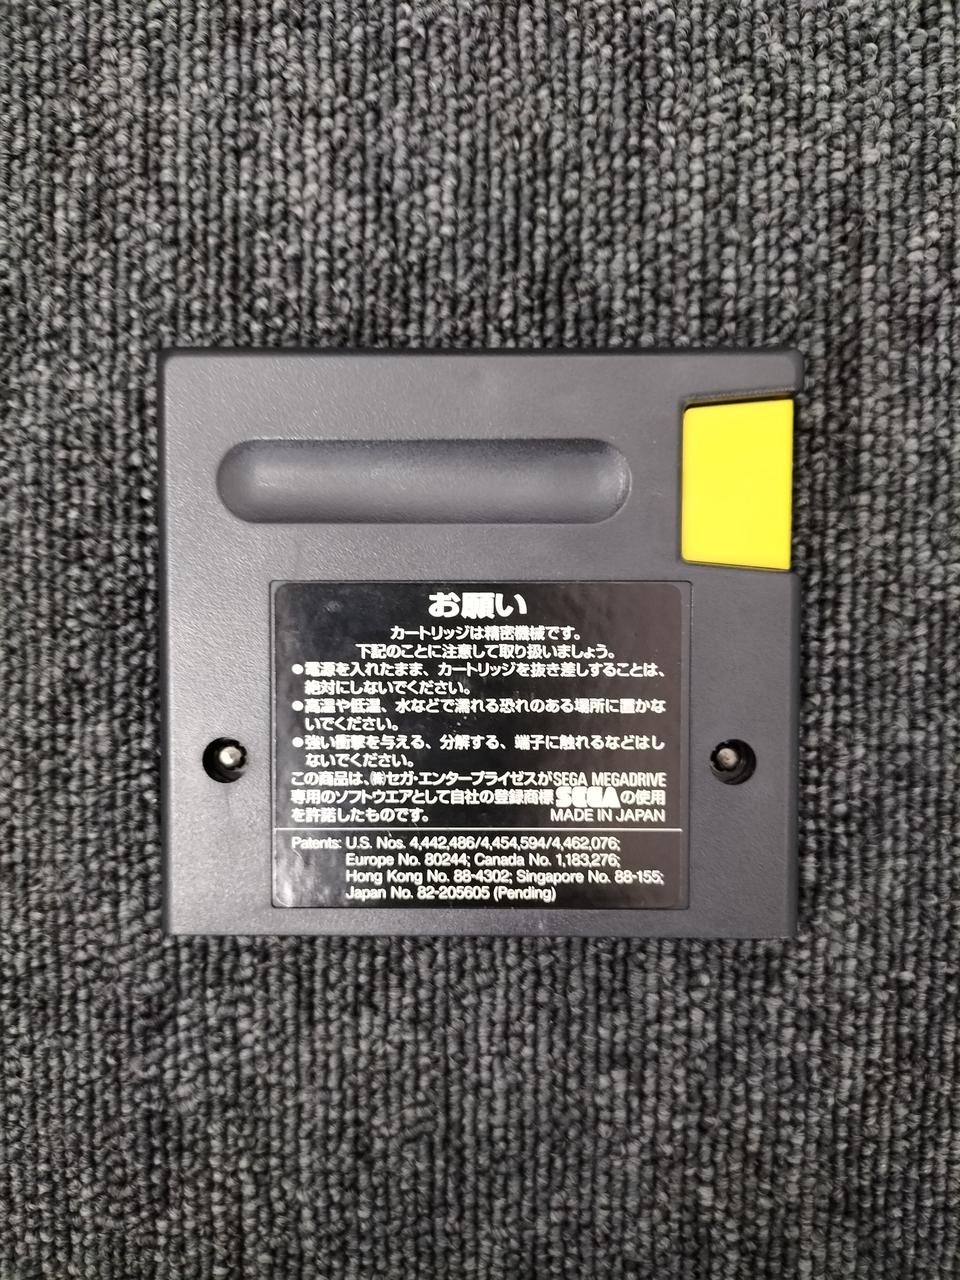 お願い
カートリッジは精密機械です。
下記のことに注意して取り扱いましょう。
●電源を入れたまま、カートリッジを抜き差しすることは、
絶対にしないでください。
●高温や低温、水などで濡れる恐れのある場所に置かな
いでください。
●強い衝撃を与える、分解する、端子に触れるなどはし
ないでください。
この商品は、㈱セガ・エンタープライゼスがSEGA MEGADRIVE
専用のソフトウエアとして自社の登録商標 SEGA の使用
を許諾したものです。 MADE IN JAPAN
Patents: U.S. Nos. 4,442,486/4,454,594/4,462,076;
Europe No. 80244; Canada No. 1,183,276;
Hong Kong No. 88-4302; Singapore No. 88-155;
Japan No. 82-205605 (Pending)